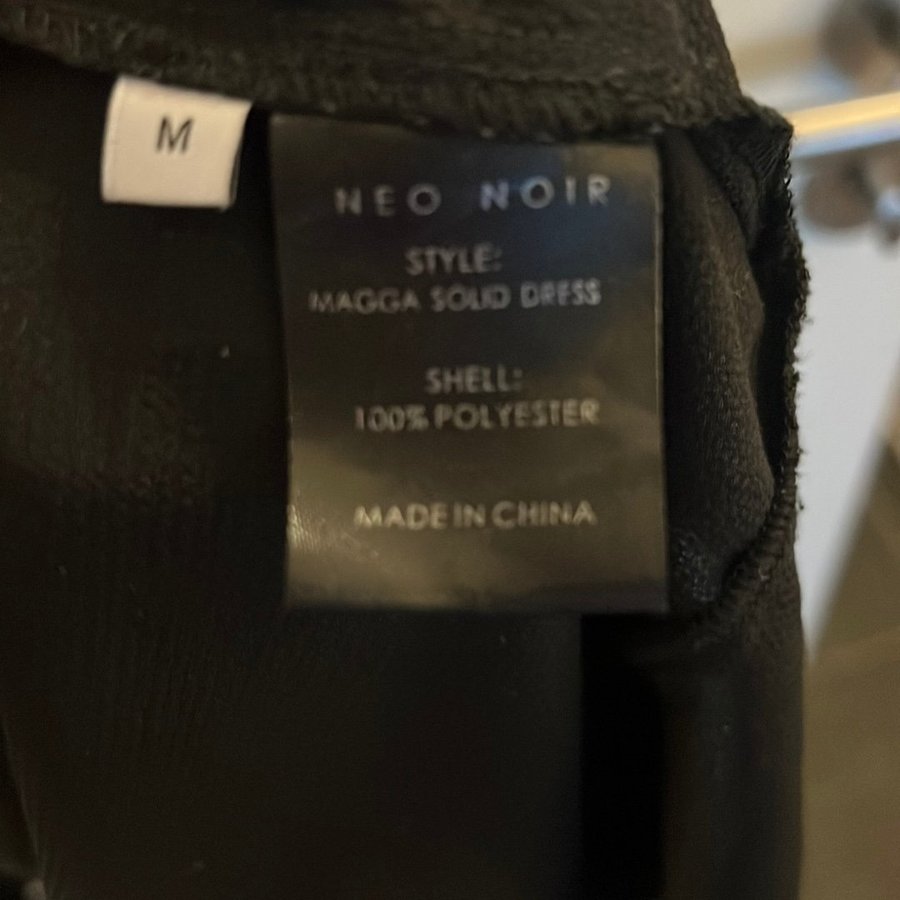 M
NEO NOIR
STYLE:
MAGGA SOLID DRESS
SHELL:
100% POLYESTER
MADE IN CHINA